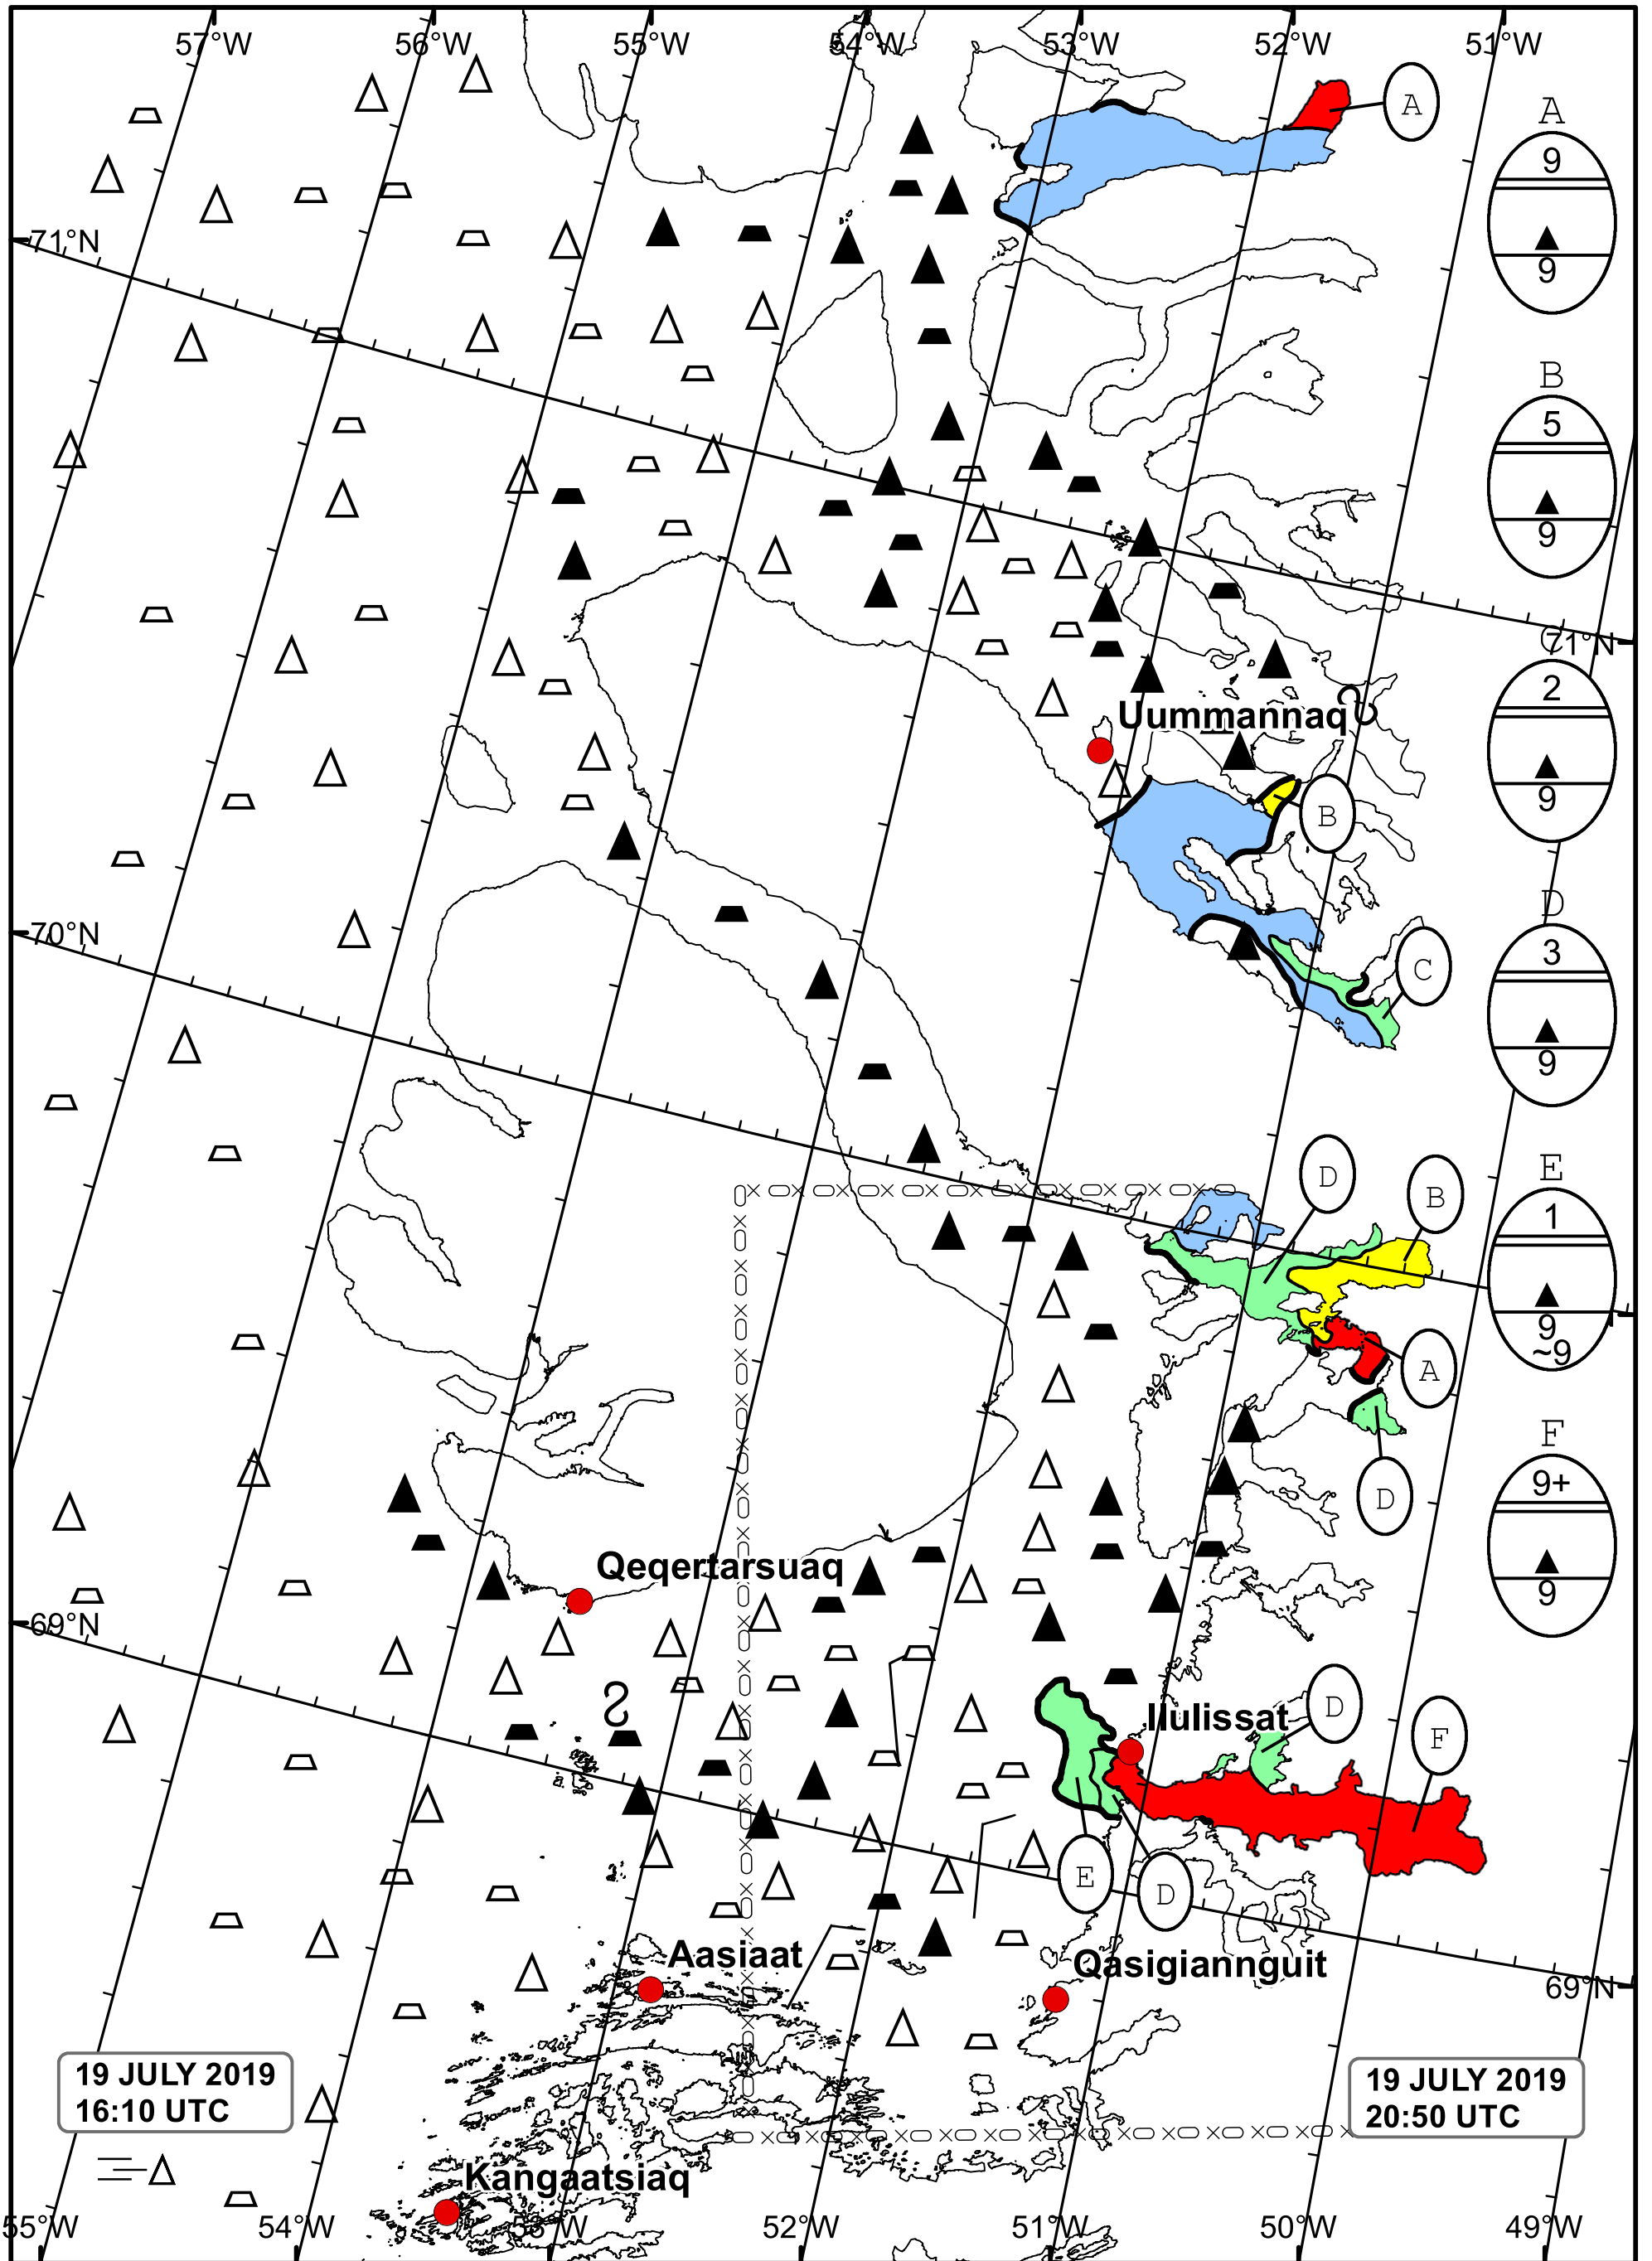 57°W 56°W 55°W 54°W 53°W 52°W 51°W
A
A
9
9
71°N
B
5
9
C
71°N
2
9
Uummannaq
B
70°N
D
3
9
C
D
B
E
1
9
~9
A
D
F
9+
9
Qeqertarsuaq
69°N
Ilulissat
D
F
E
D
Aasiaat
Qasigiannguit
69°N
19 JULY 2019
16:10 UTC
19 JULY 2019
20:50 UTC
Kangaatsiaq
55°W 54°W 53°W 52°W 51°W 50°W 49°W